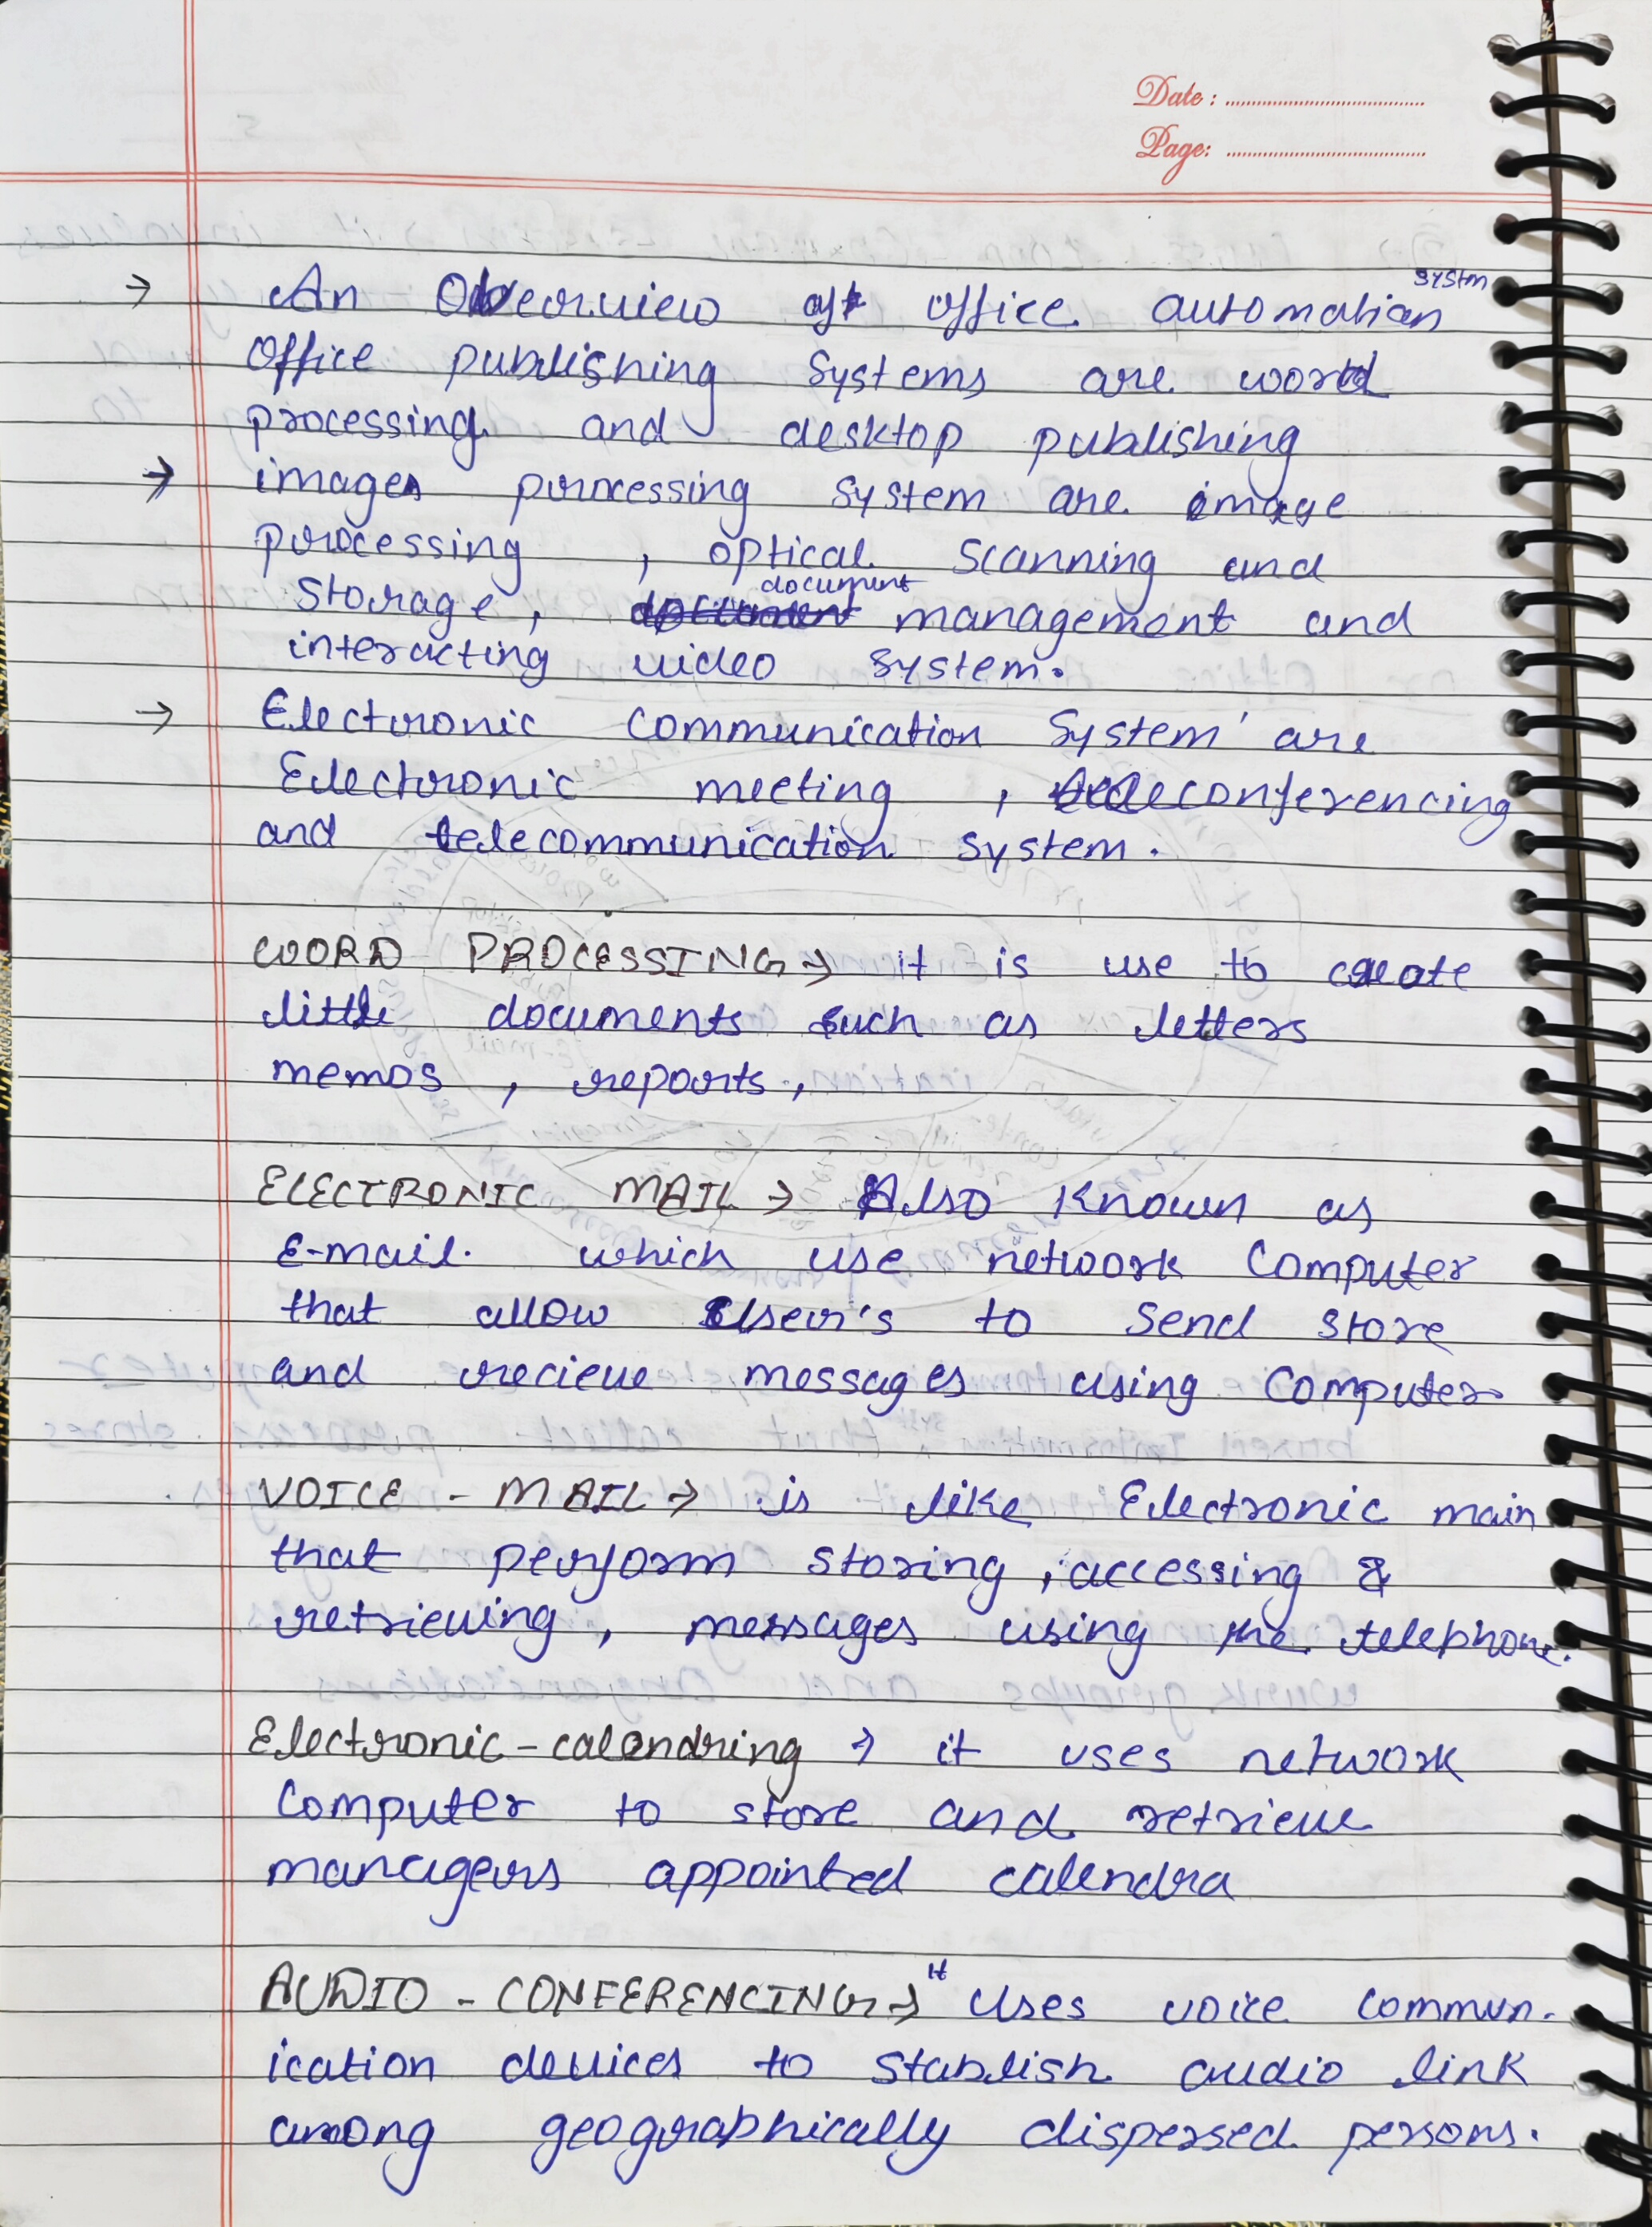 Date :
Page:
→ An Overview of office automation system
Office publishing systems are word
processing and desktop publishing
→ images processing system are image
processing , optical scanning and
storage , document management and
interacting video system.
→ Electronic communication system are
Electronic meeting , teleconferencing
and telecommunication system .
WORD PROCESSING → it is use to create
little documents such as letters
memos , reports ,
ELECTRONIC MAIL → Also known as
E-mail. which use network computer
that allow User's to send store
and recieve messages using computer
VOICE - MAIL → is like Electronic main
that perform storing , accessing &
retrieving , messages using the telephone.
Electronic-calendring → it uses network
computer to store and retrieve
managers appointed calendra
AUDIO - CONFERENCING → It Uses voice commun.
ication devices to stablish audio link
among geographically dispersed persons.